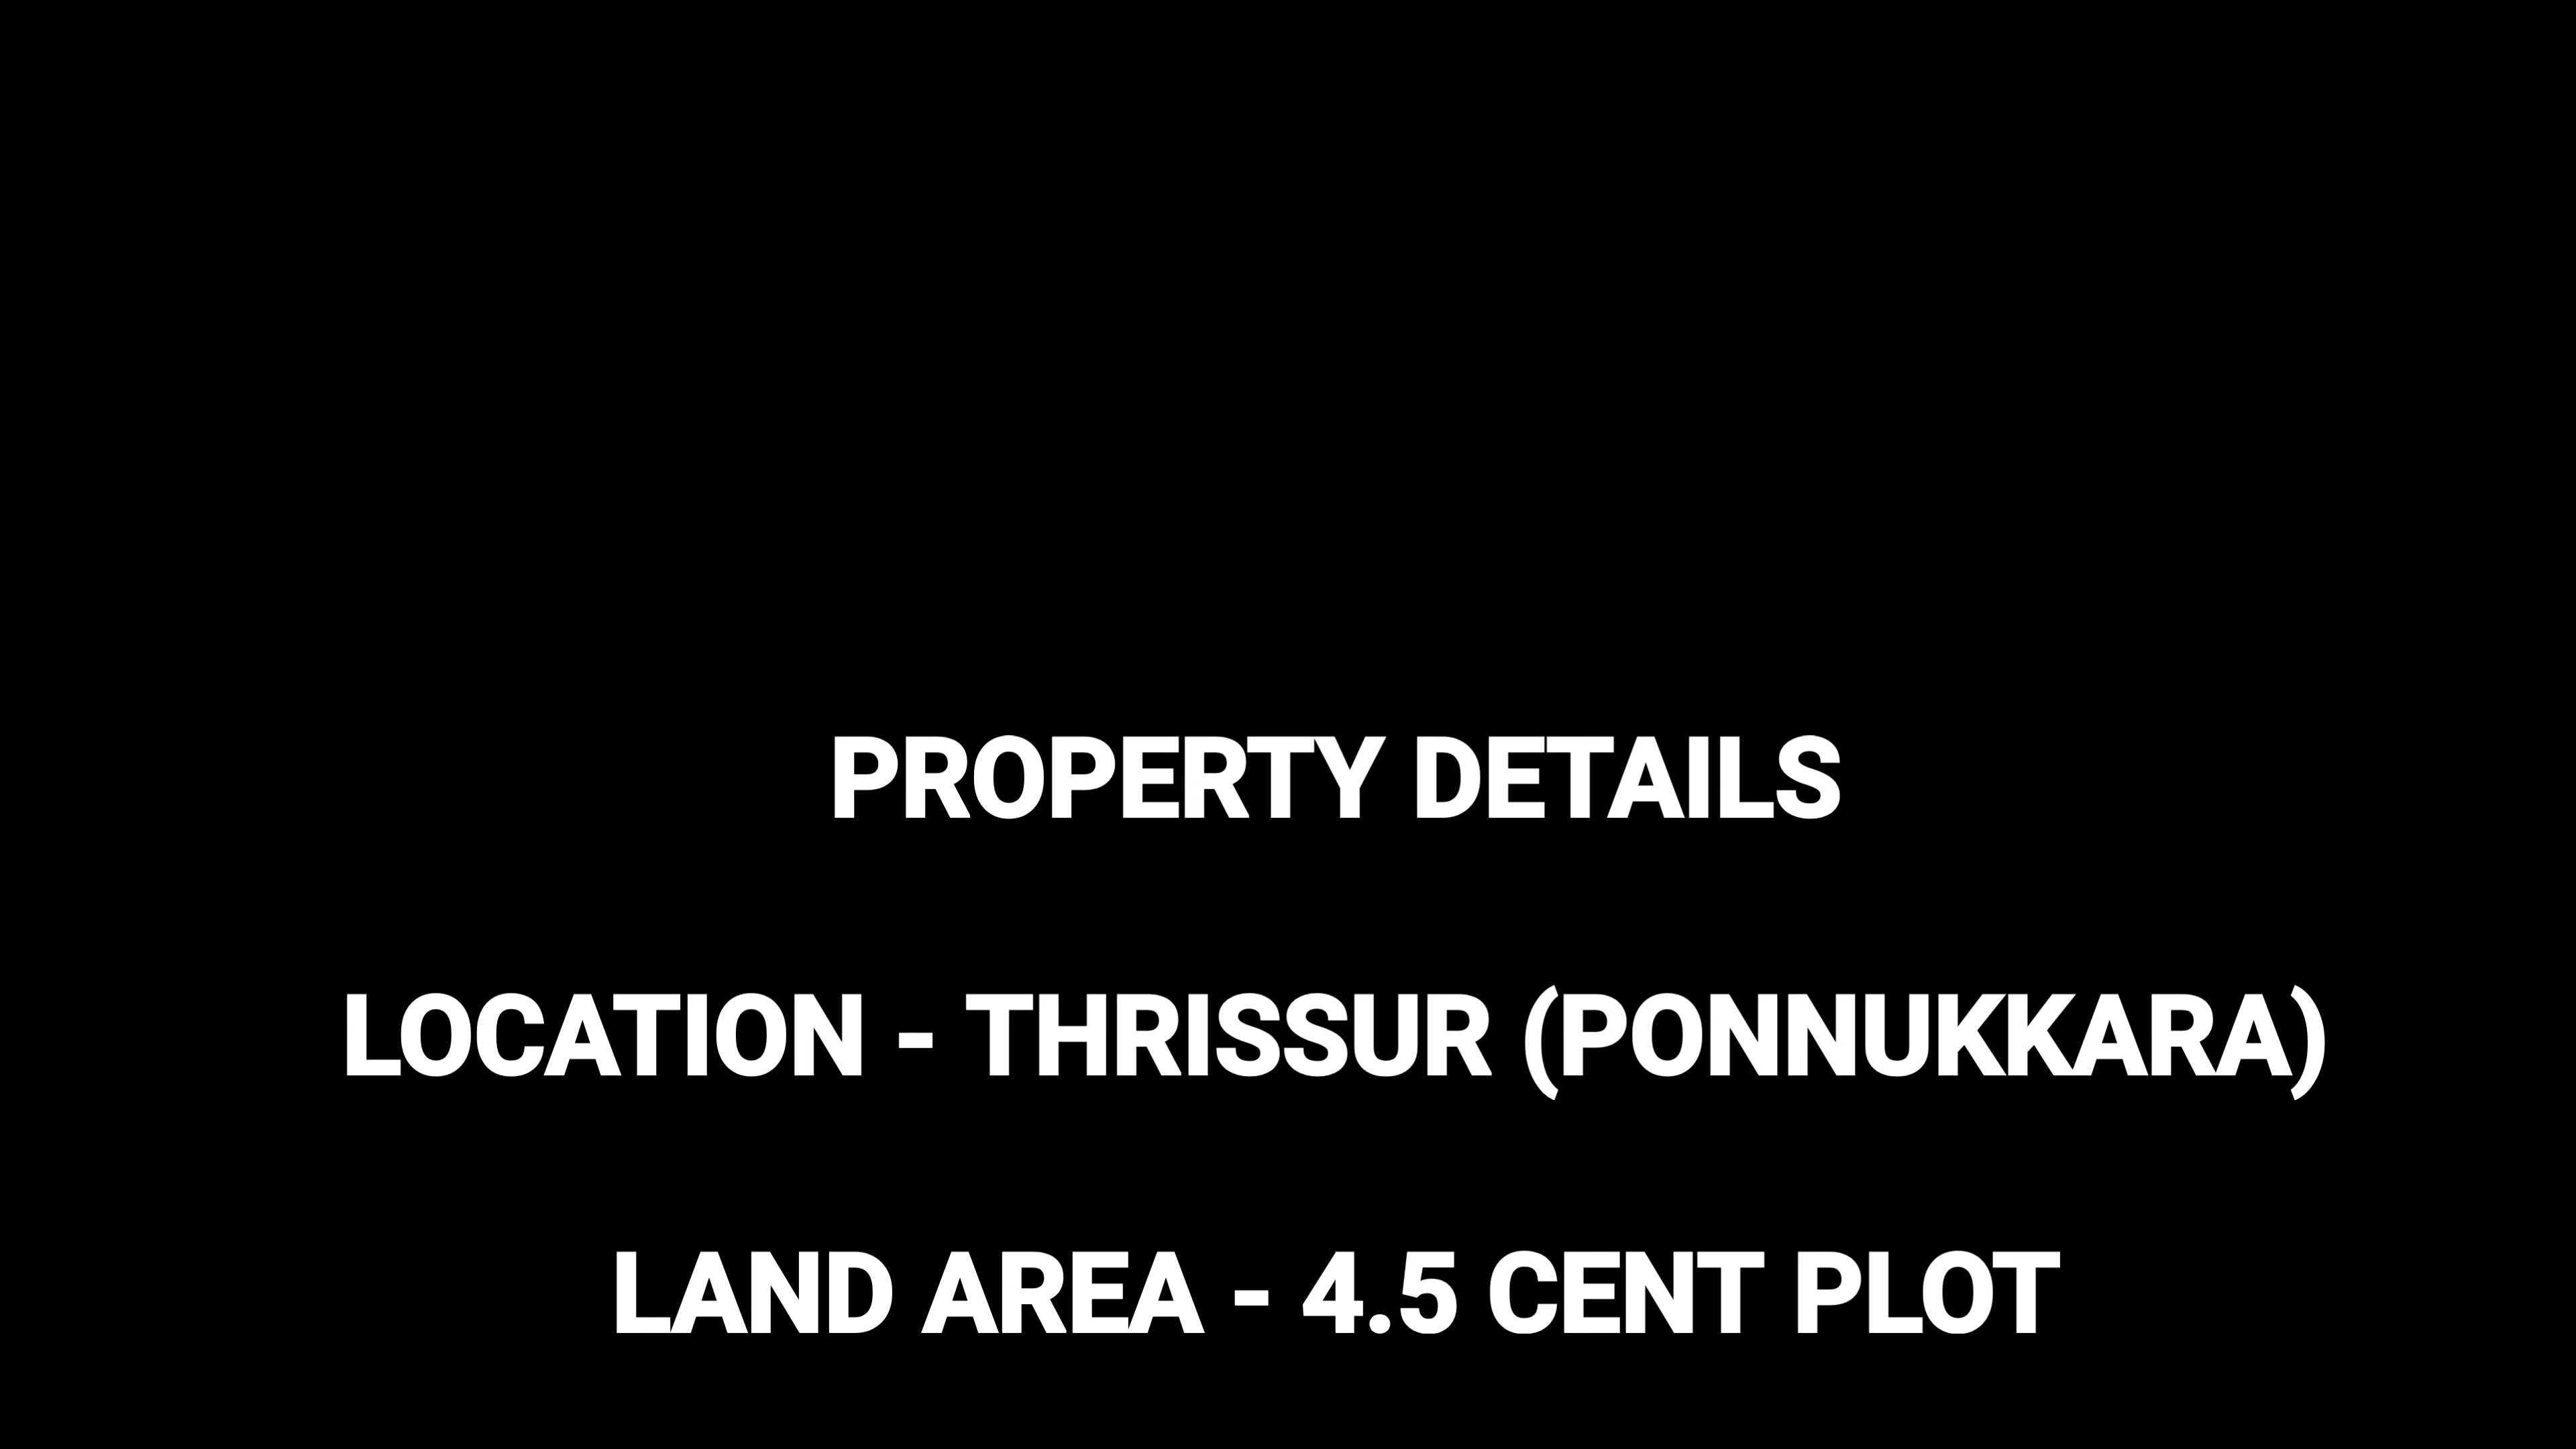 PROPERTY DETAILS
LOCATION - THRISSUR (PONNUKKARA)
LAND AREA - 4.5 CENT PLOT